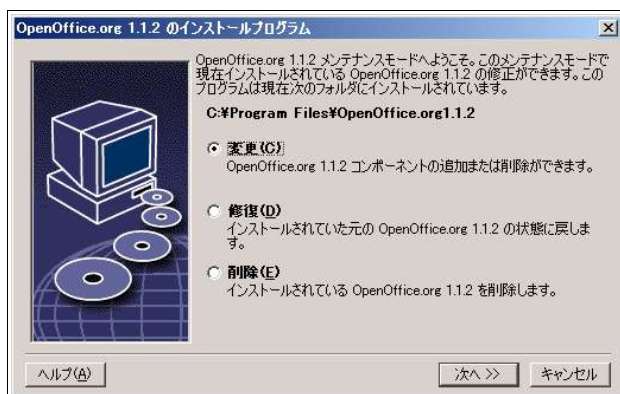 OpenOffice.org 1.1.2 のインストールプログラム
OpenOffice.org 1.1.2 メンテナンスモードへようこそ。このメンテナンスモードで
現在インストールされている OpenOffice.org 1.1.2 の修正ができます。この
プログラムは現在次のフォルダにインストールされています。
C:¥Program Files¥OpenOffice.org1.1.2
変更(C)
OpenOffice.org 1.1.2 コンポーネントの追加または削除ができます。
修復(D)
インストールされていた元の OpenOffice.org 1.1.2 の状態に戻しま
す。
削除(E)
インストールされている OpenOffice.org 1.1.2 を削除します。
ヘルプ(A)
次へ >>
キャンセル